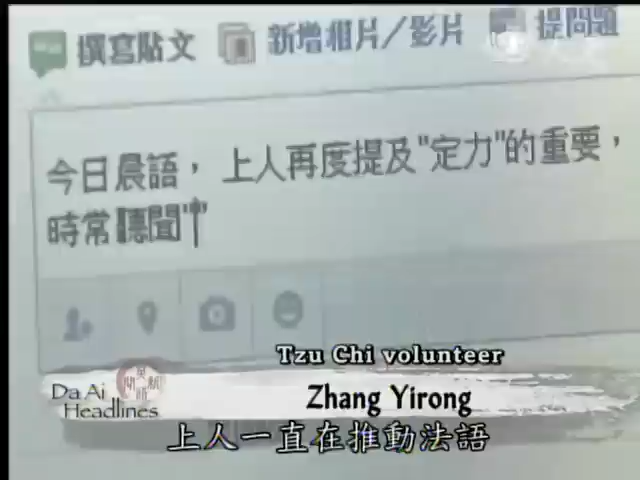 撰寫貼文 新增相片／影片 提問題
今日晨語，上人再度提及"定力"的重要，
時常聽聞"
Tzu Chi volunteer
Zhang Yirong
Da Ai
Headlines
上人一直在推動法語